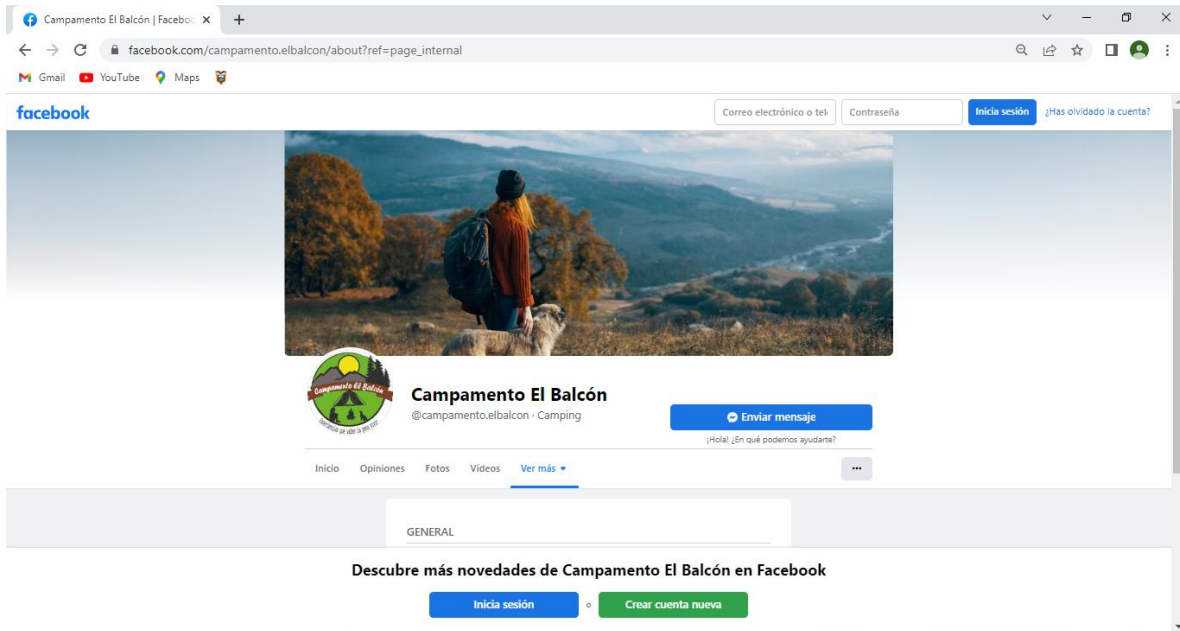 Campamento El Balcón | Faceboo
facebook.com/campamento.elbalcon/about?ref=page_internal
Gmail YouTube Maps
facebook Correo electrónico o tel Contraseña Inicia sesión ¿Has olvidado la cuenta?
Campamento El Balcón
Campamento El Balcón
@campamento.elbalcon · Camping
Enviar mensaje
¡Hola! ¿En qué podemos ayudarte?
Inicio Opiniones Fotos Vídeos Ver más
GENERAL
Descubre más novedades de Campamento El Balcón en Facebook
Inicia sesión o Crear cuenta nueva